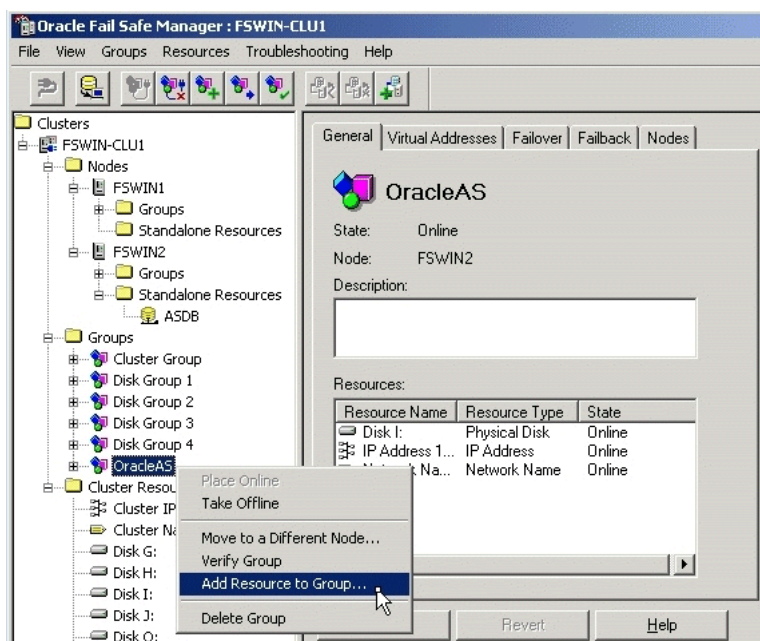 Oracle Fail Safe Manager : FSWIN-CLU1
File View Groups Resources Troubleshooting Help
Clusters
FSWIN-CLU1
Nodes
FSWIN1
Groups
Standalone Resources
FSWIN2
Groups
Standalone Resources
ASDB
Groups
Cluster Group
Disk Group 1
Disk Group 2
Disk Group 3
Disk Group 4
OracleAS
Cluster Resou
Cluster IP
Cluster Na
Disk G:
Disk H:
Disk I:
Disk J:
Disk O:
Place Online
Take Offline
Move to a Different Node...
Verify Group
Add Resource to Group...
Delete Group
General Virtual Addresses Failover Failback Nodes
OracleAS
State: Online
Node: FSWIN2
Description:
Resources:
Resource Name Resource Type State
Disk I: Physical Disk Online
IP Address 1... IP Address Online
Network Na... Network Name Online
Revert Help